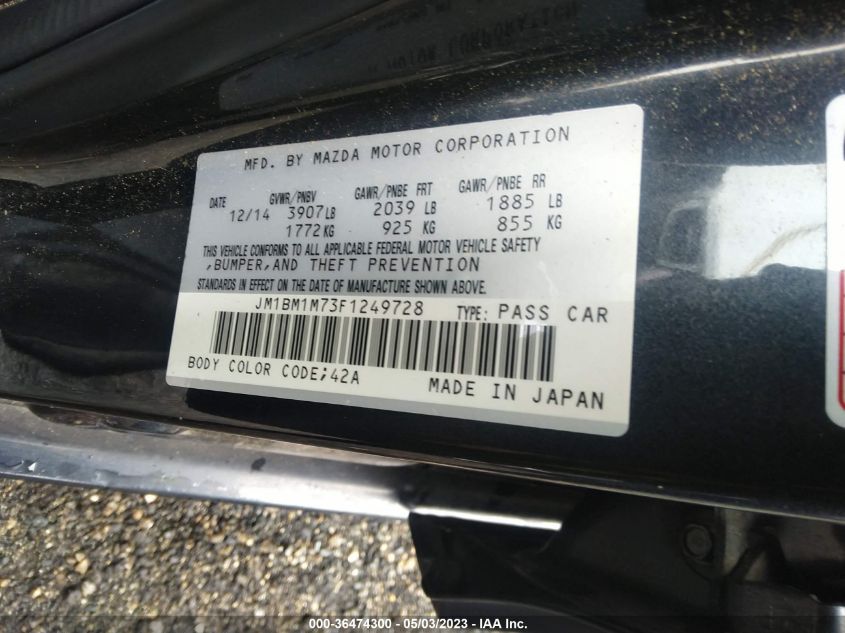 MFD. BY MAZDA MOTOR CORPORATION
DATE GVWR/PNBV GAWR/PNBE FRT GAWR/PNBE RR
12/14 3907LB 2039 LB 1885 LB
1772KG 925 KG 855 KG
THIS VEHICLE CONFORMS TO ALL APPLICABLE FEDERAL MOTOR VEHICLE SAFETY
,BUMPER,AND THEFT PREVENTION
STANDARDS IN EFFECT ON THE DATE OF MANUFACTURE SHOWN ABOVE.
JM1BM1M73F1249728 TYPE: PASS CAR
BODY COLOR CODE;42A MADE IN JAPAN
000-36474300 - 05/03/2023 - IAA Inc.